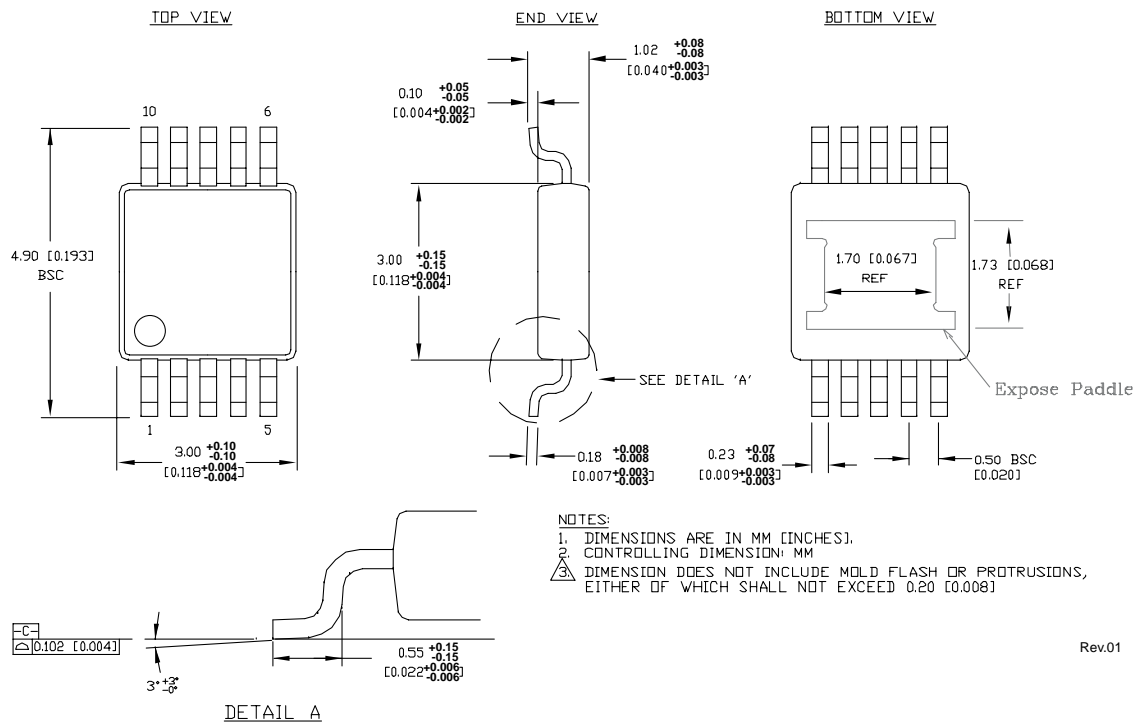 TOP VIEW
END VIEW
BOTTOM VIEW
1.02 +0.08
-0.08
[0.040+0.003
-0.003]
0.10 +0.05
-0.05
[0.004+0.002
-0.002]
10
6
4.90 [0.193]
BSC
3.00 +0.15
-0.15
[0.118+0.004
-0.004]
1.70 [0.067]
REF
1.73 [0.068]
REF
SEE DETAIL 'A'
Expose Paddle
1
5
3.00 +0.10
-0.10
[0.118+0.004
-0.004]
0.18 +0.008
-0.008
[0.007+0.003
-0.003]
0.23 +0.07
-0.08
[0.009+0.003
-0.003]
0.50 BSC
[0.020]
NOTES:
1. DIMENSIONS ARE IN MM [INCHES].
2. CONTROLLING DIMENSION: MM
3. DIMENSION DOES NOT INCLUDE MOLD FLASH OR PROTRUSIONS,
EITHER OF WHICH SHALL NOT EXCEED 0.20 [0.008]
-C-
⌓ 0.102 [0.004]
0.55 +0.15
-0.15
[0.022+0.006
-0.006]
3° +3°
-0°
DETAIL A
Rev.01